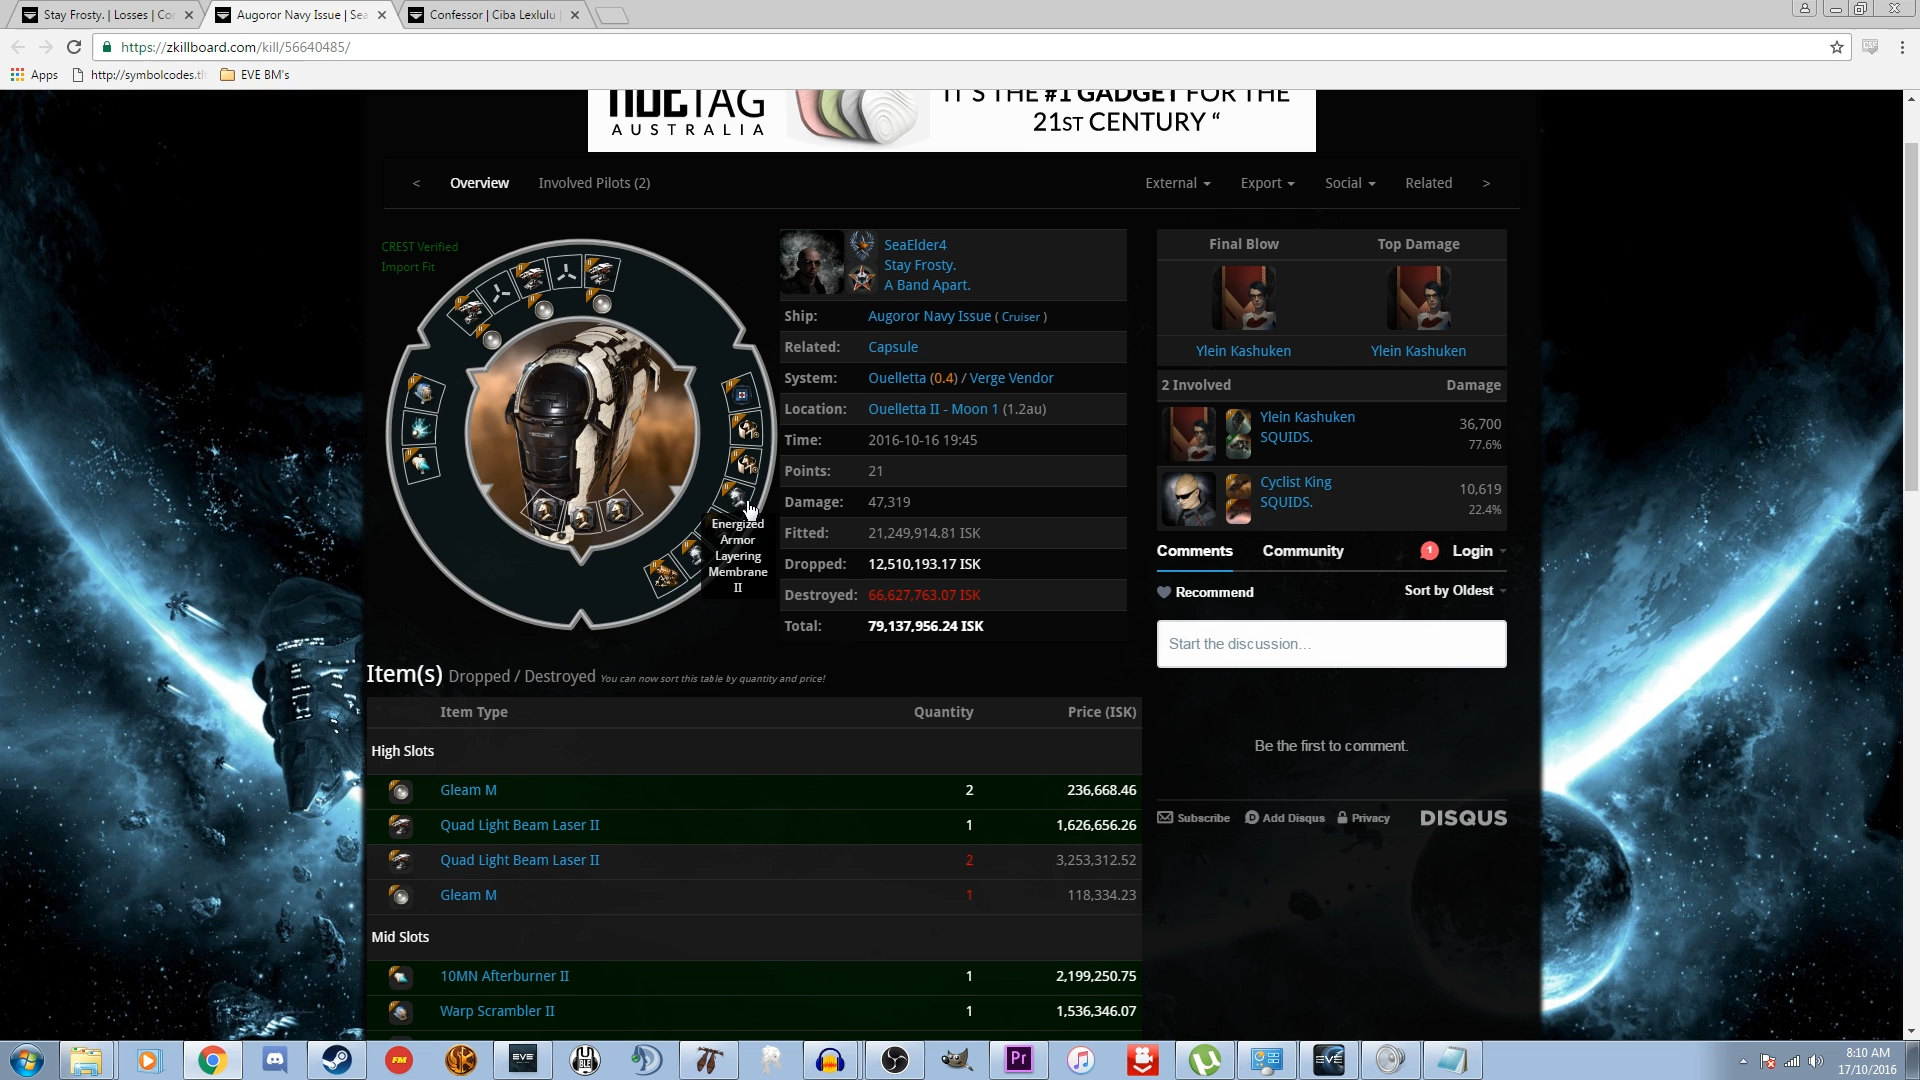 Stay Frosty. | Losses | Cor
Augoror Navy Issue | Sea
Confessor | Ciba Lexlulu
https://zkillboard.com/kill/56640485/
Apps
http://symbolcodes.tlt
EVE BM's
AUSTRALIA
IT'S THE #1 GADGET FOR THE
21ST CENTURY “
<
Overview
Involved Pilots (2)
External
Export
Social
Related
>
CREST Verified
Import Fit
Energized
Armor
Layering
Membrane
II
SeaElder4
Stay Frosty.
A Band Apart.
Ship: Augoror Navy Issue ( Cruiser )
Related: Capsule
System: Ouelletta (0.4) / Verge Vendor
Location: Ouelletta II - Moon 1 (1.2au)
Time: 2016-10-16 19:45
Points: 21
Damage: 47,319
Fitted: 21,249,914.81 ISK
Dropped: 12,510,193.17 ISK
Destroyed: 66,627,763.07 ISK
Total: 79,137,956.24 ISK
Final Blow Top Damage
Ylein Kashuken Ylein Kashuken
2 Involved Damage
Ylein Kashuken 36,700
SQUIDS. 77.6%
Cyclist King 10,619
SQUIDS. 22.4%
Comments Community 1 Login
Recommend Sort by Oldest
Start the discussion…
Be the first to comment.
Subscribe Add Disqus Privacy DISQUS
Item(s) Dropped / Destroyed You can now sort this table by quantity and price!
Item Type Quantity Price (ISK)
High Slots
Gleam M 2 236,668.46
Quad Light Beam Laser II 1 1,626,656.26
Quad Light Beam Laser II 2 3,253,312.52
Gleam M 1 118,334.23
Mid Slots
10MN Afterburner II 1 2,199,250.75
Warp Scrambler II 1 1,536,346.07
8:10 AM
17/10/2016